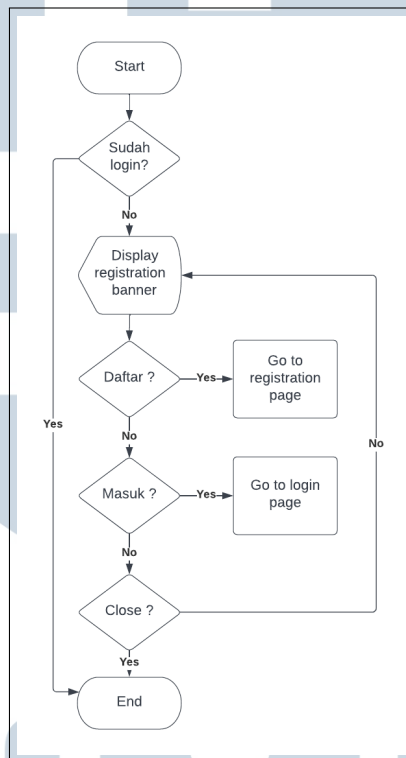 Start
Sudah
login?
No
Display
registration
banner
Daftar ?
Yes
Go to
registration
page
Yes
No
No
Masuk ?
Yes
Go to login
page
No
Close ?
Yes
End